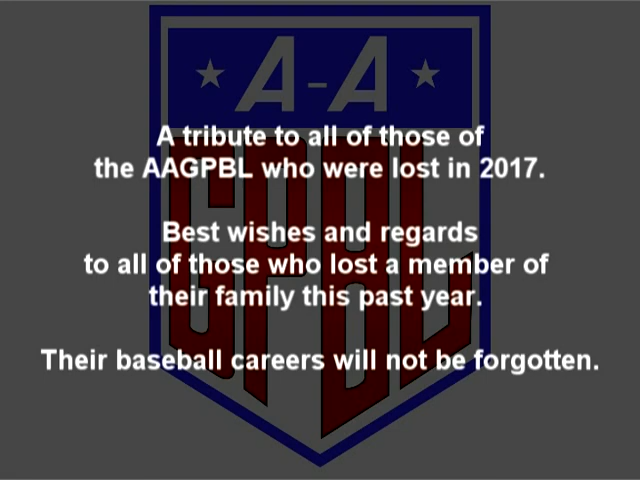 A-A
GPBL
A tribute to all of those of
the AAGPBL who were lost in 2017.
Best wishes and regards
to all of those who lost a member of
their family this past year.
Their baseball careers will not be forgotten.